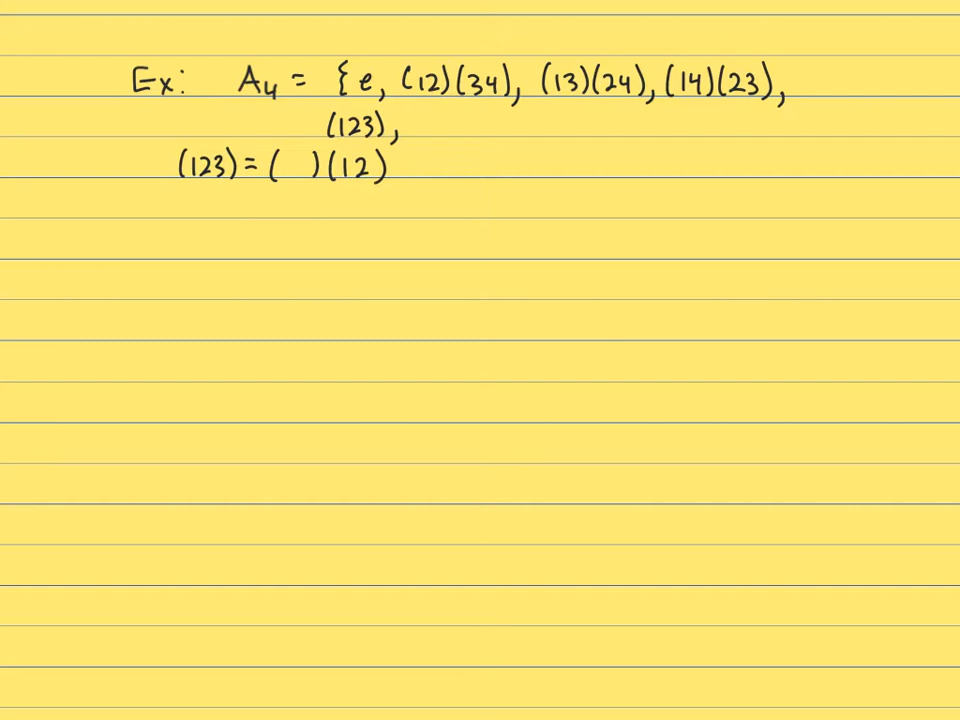 Ex: A₄ = {e, (12)(34), (13)(24), (14)(23),
(123),
(123) = (  )(12)